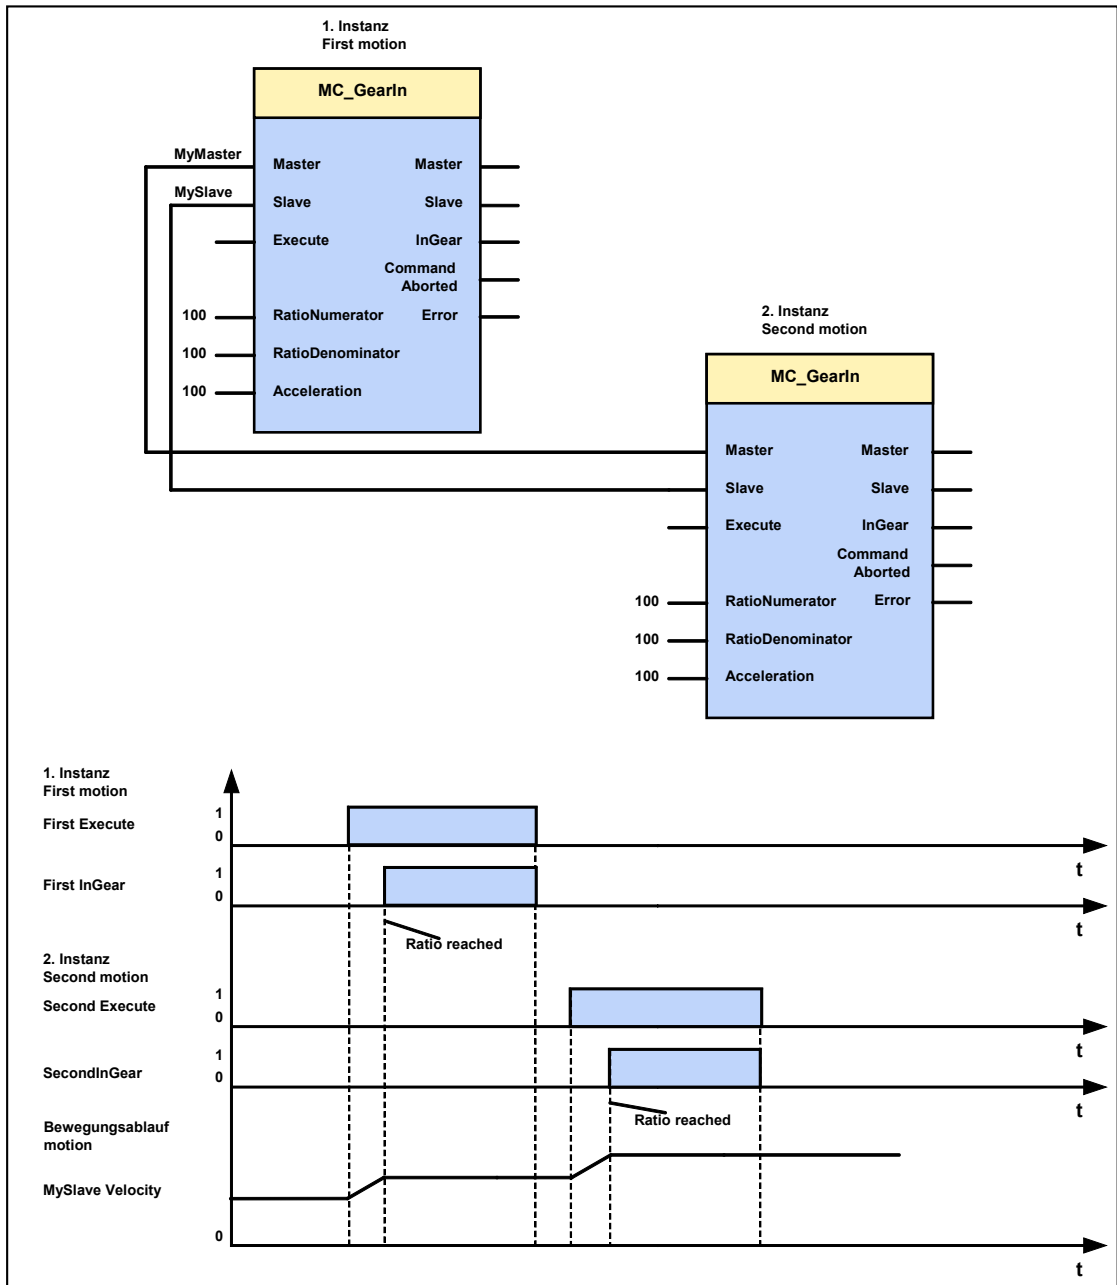 1. Instanz
First motion
MC_GearIn
MyMaster
Master Master
MySlave
Slave Slave
Execute InGear
Command
Aborted
100 RatioNumerator Error
100 RatioDenominator
100 Acceleration
2. Instanz
Second motion
MC_GearIn
Master Master
Slave Slave
Execute InGear
Command
Aborted
100 RatioNumerator Error
100 RatioDenominator
100 Acceleration
1. Instanz
First motion
First Execute
1
0
t
First InGear
1
0
t
Ratio reached
2. Instanz
Second motion
Second Execute
1
0
t
SecondInGear
1
0
t
Ratio reached
Bewegungsablauf
motion
MySlave Velocity
0
t